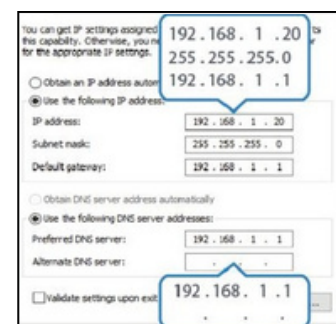 You can get IP settings assigned
this capability. Otherwise, you ne
for the appropriate IP settings.
ts
192.168. 1 .20
255.255.255.0
192.168. 1 .1
Obtain an IP address autom
Use the following IP address:
IP address: 192 . 168 . 1 . 20
Subnet mask: 255 . 255 . 255 . 0
Default gateway: 192 . 168 . 1 . 1
Obtain DNS server address automatically
Use the following DNS server addresses:
Preferred DNS server: 192 . 168 . 1 . 1
Alternate DNS server: . . .
Validate settings upon exit
192.168. 1 .1
. . .
...